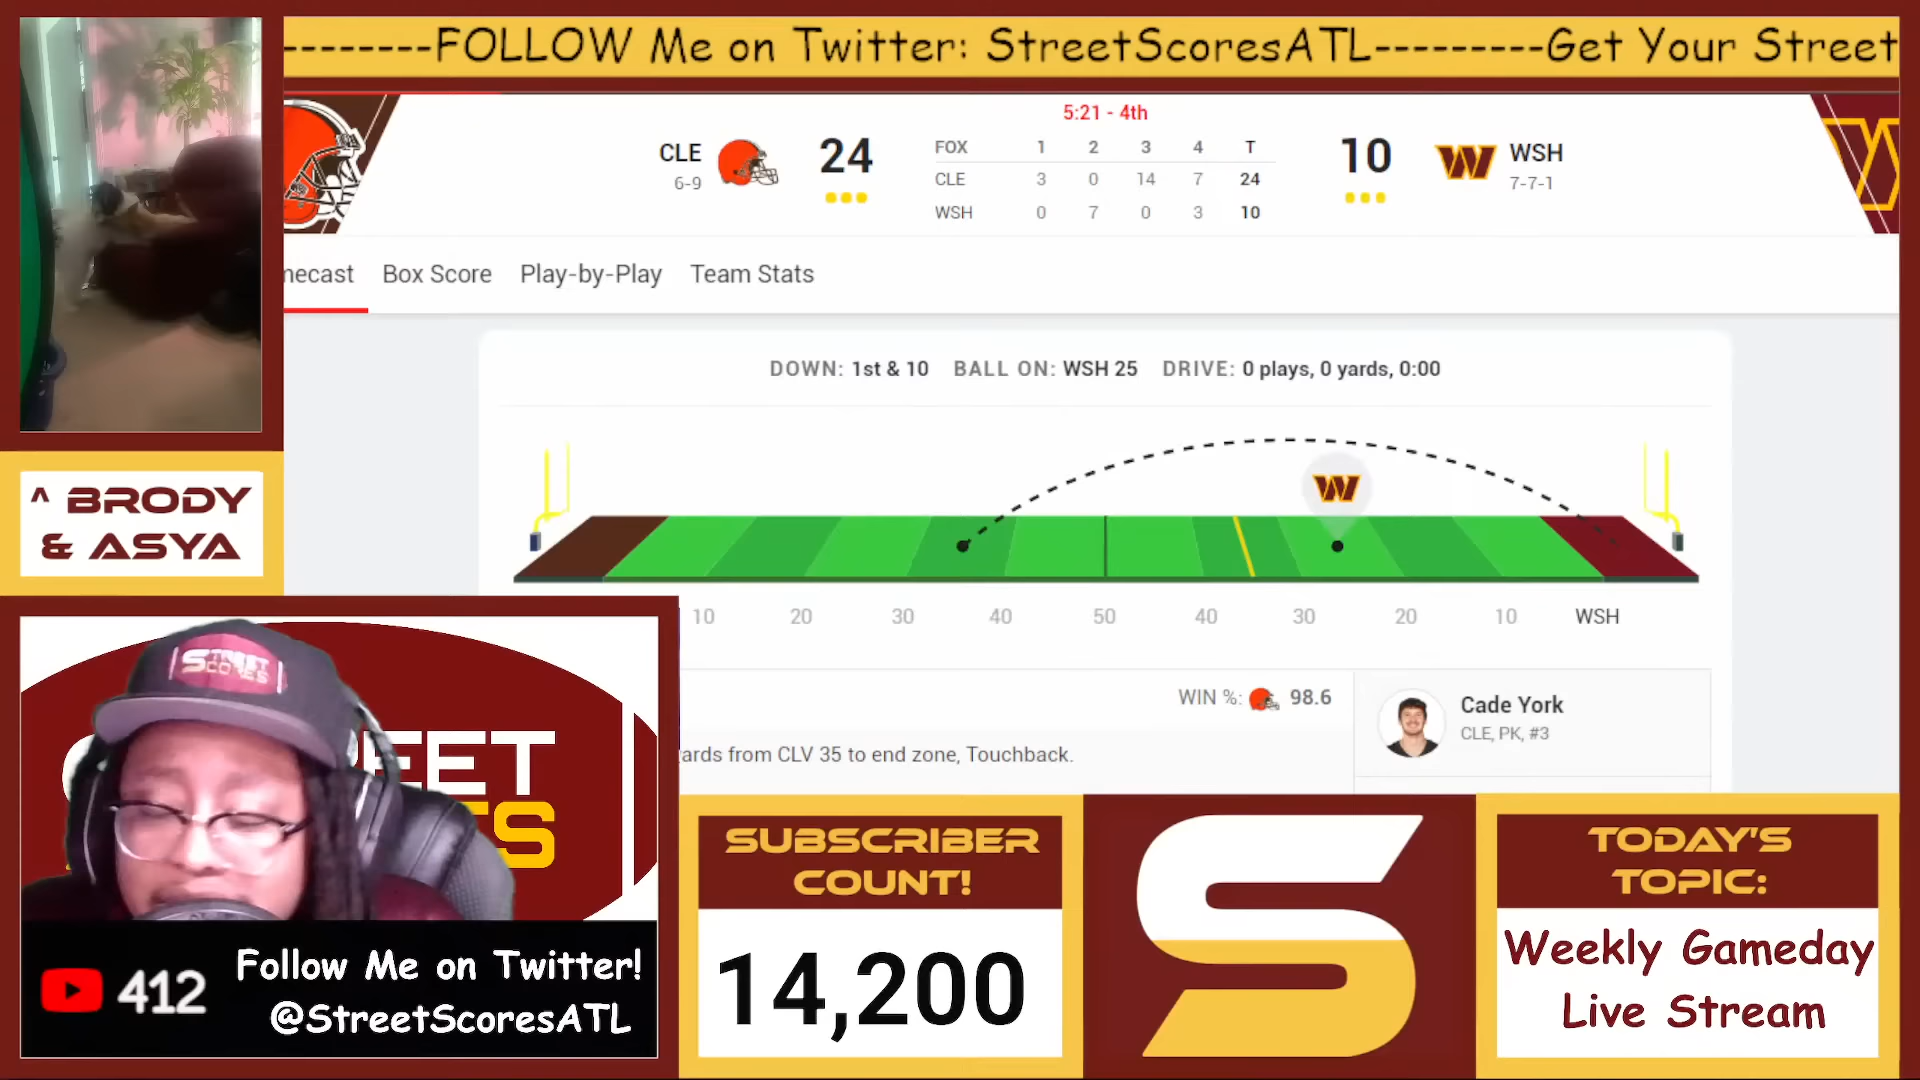 ---------FOLLOW Me on Twitter: StreetScoresATL---------Get Your Street
5:21 - 4th
CLE
6-9
24
FOX 1 2 3 4 T
CLE 3 0 14 7 24
WSH 0 7 0 3 10
10
WSH
7-7-1
necast Box Score Play-by-Play Team Stats
DOWN: 1st & 10 BALL ON: WSH 25 DRIVE: 0 plays, 0 yards, 0:00
W
10 20 30 40 50 40 30 20 10 WSH
WIN %: 98.6
ards from CLV 35 to end zone, Touchback.
Cade York
CLE, PK, #3
^ BRODY
& ASYA
STREET
SCORES
REET
ES
412
Follow Me on Twitter!
@StreetScoresATL
SUBSCRIBER
COUNT!
14,200
S
TODAY'S
TOPIC:
Weekly Gameday
Live Stream